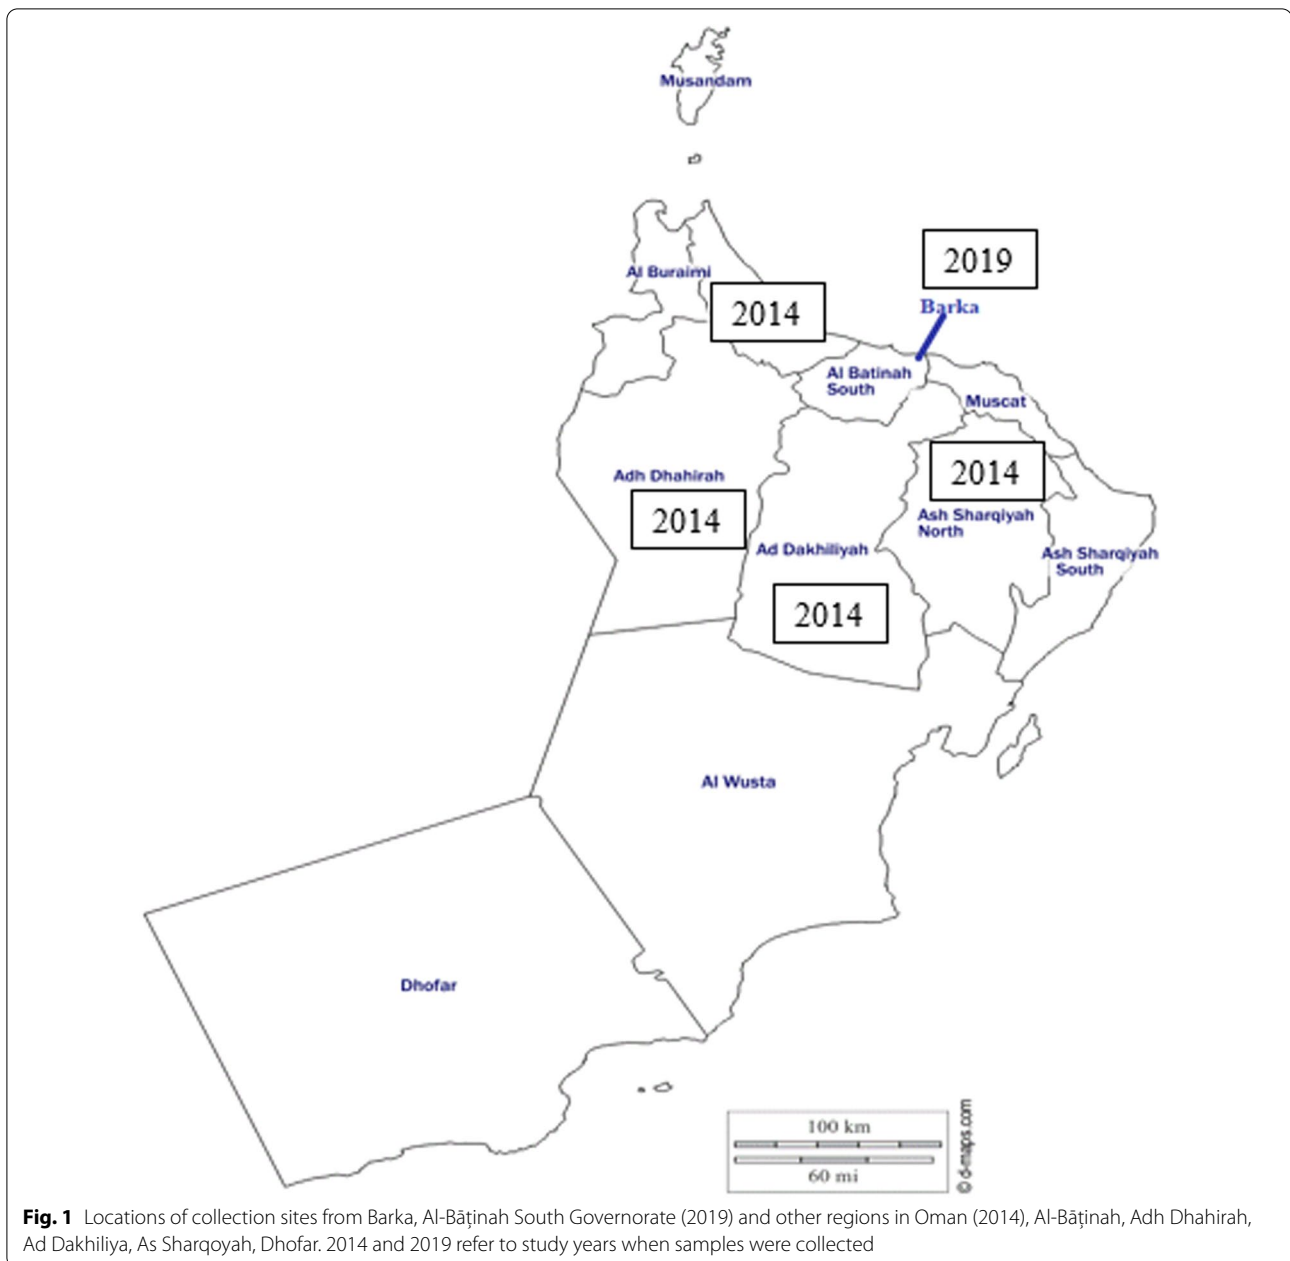 Musandam
2019
Al Buraimi
2014
Barka
Al Batinah
South
Muscat
2014
Adh Dhahirah
2014
Ash Sharqiyah
North
Ad Dakhiliyah
Ash Sharqiyah
South
2014
Al Wusta
Dhofar
100 km
60 mi
© d-maps.com
Fig. 1 Locations of collection sites from Barka, Al-Bāṭinah South Governorate (2019) and other regions in Oman (2014), Al-Bāṭinah, Adh Dhahirah,
Ad Dakhiliya, As Sharqoyah, Dhofar. 2014 and 2019 refer to study years when samples were collected